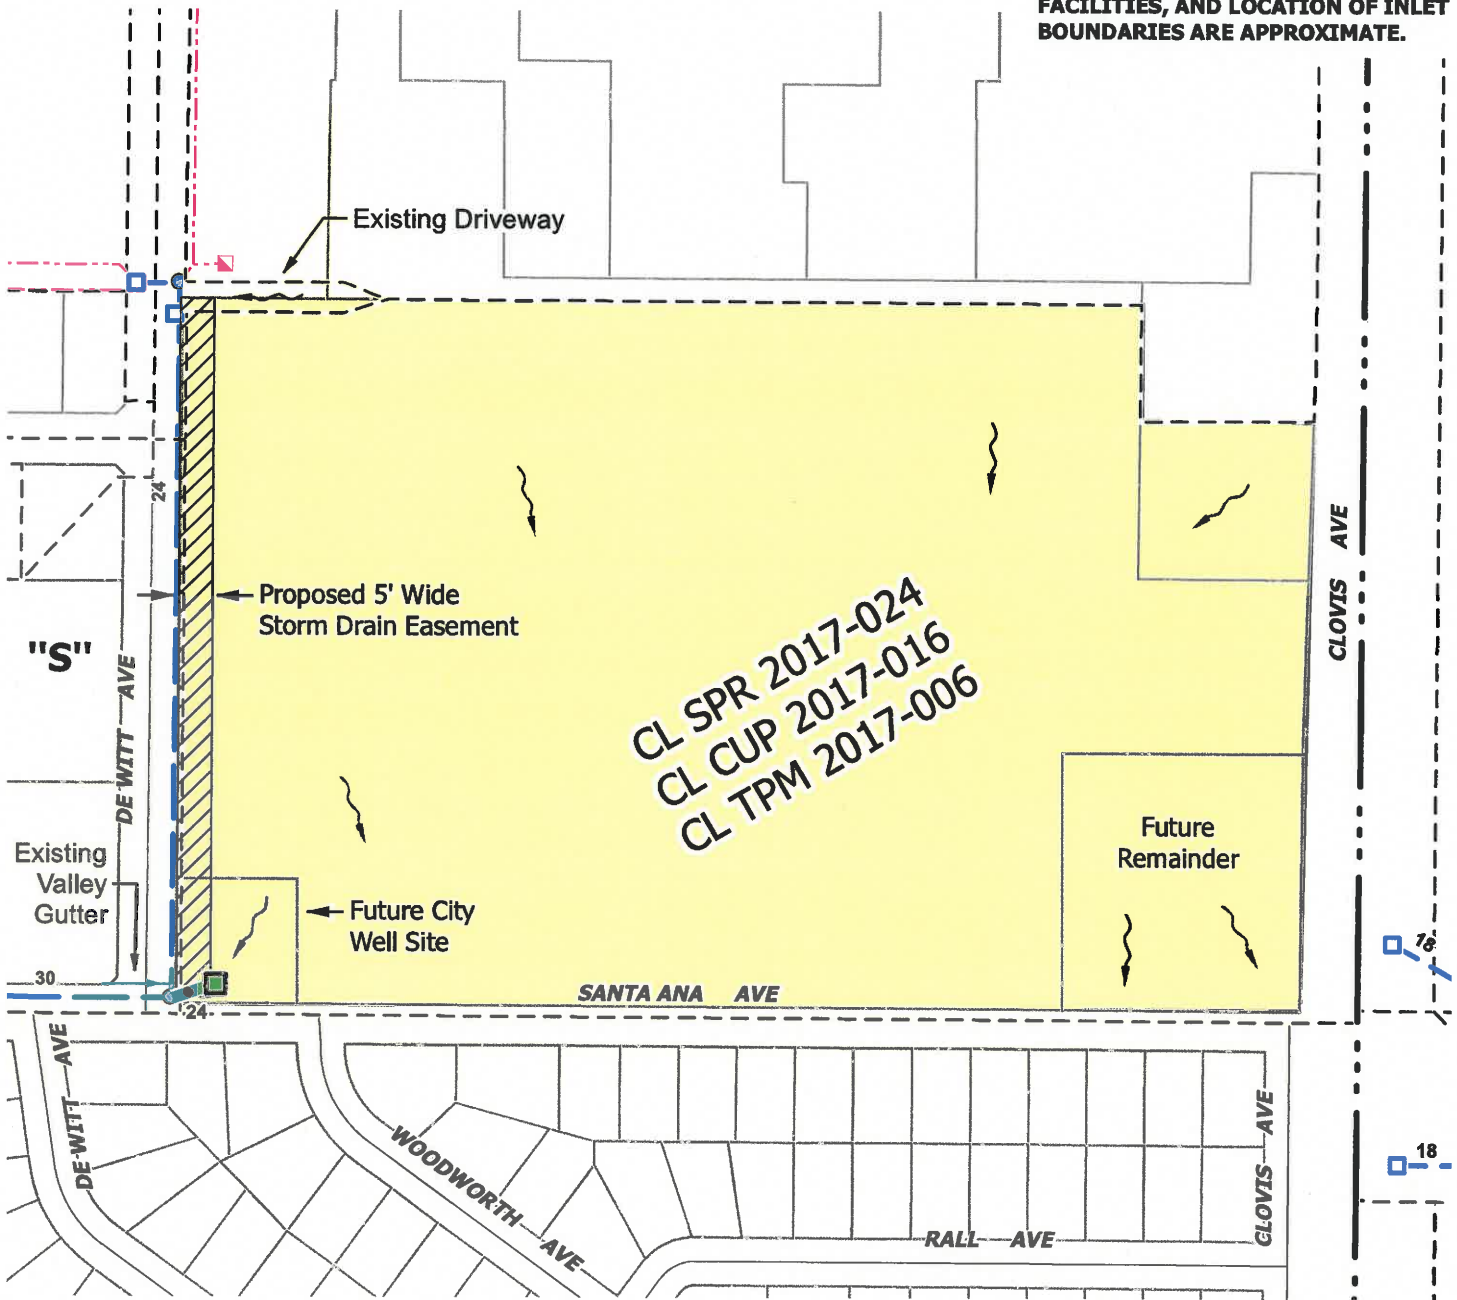 FACILITIES, AND LOCATION OF INLET
BOUNDARIES ARE APPROXIMATE.
Existing Driveway
24
Proposed 5' Wide
Storm Drain Easement
"S"
DE WITT AVE
CLOVIS AVE
CL SPR 2017-024
CL CUP 2017-016
CL TPM 2017-006
Future
Remainder
Existing
Valley
Gutter
Future City
Well Site
18
30
SANTA ANA AVE
24
DE WITT AVE
WOODWORTH AVE
RALL AVE
CLOVIS AVE
18